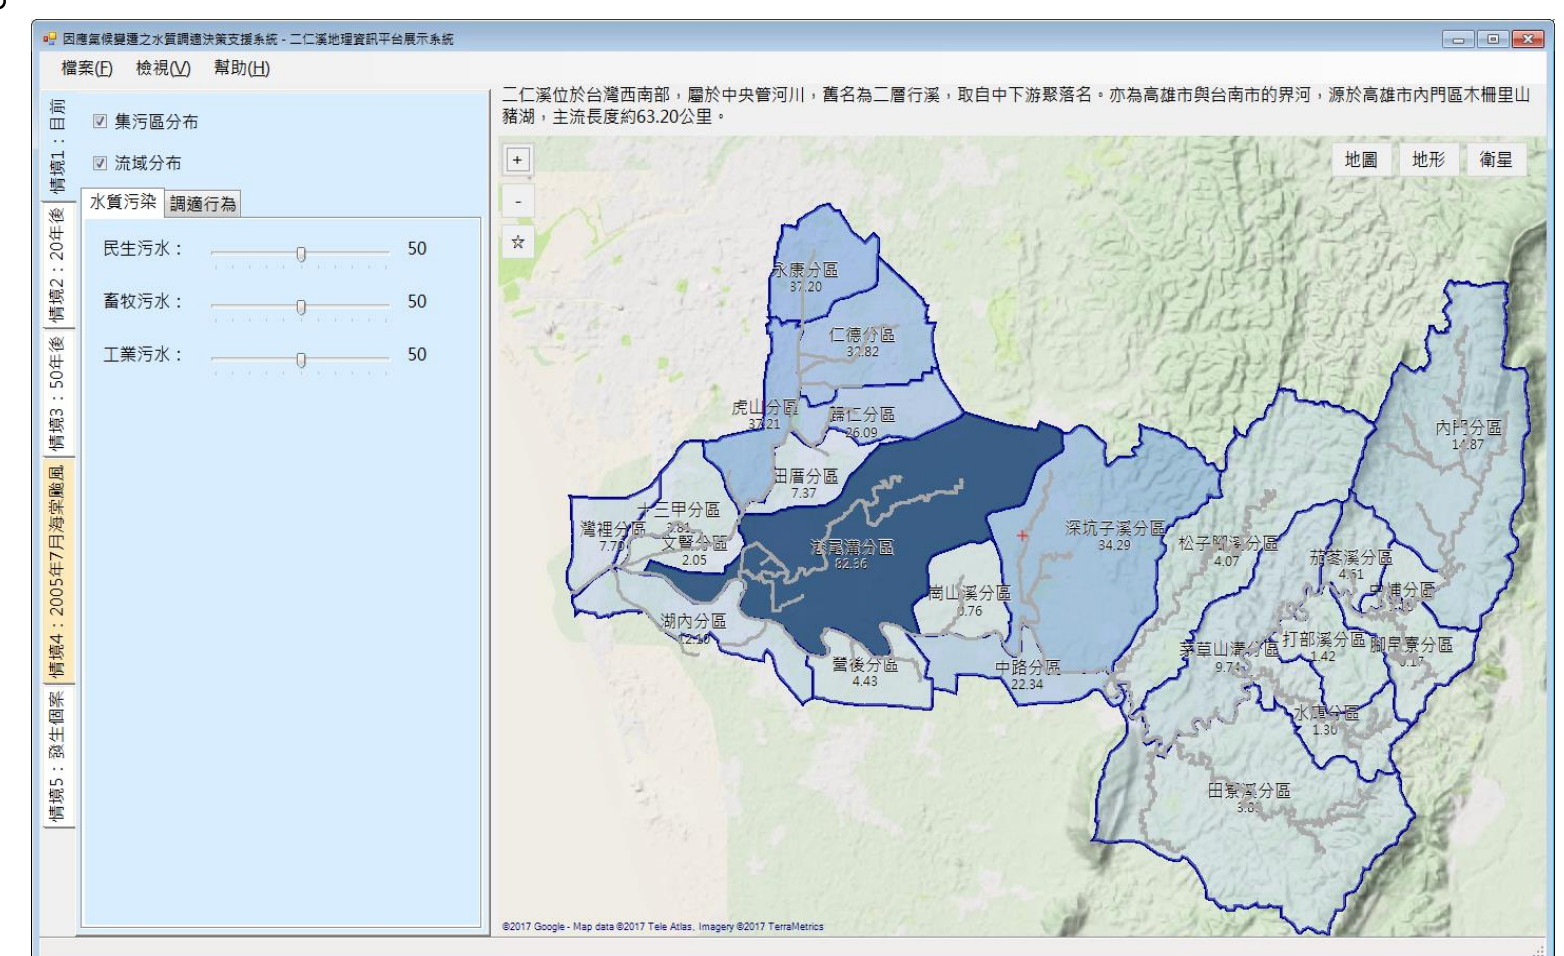 因應氣候變遷之水質調適決策支援系統 - 二仁溪地理資訊平台展示系統
檔案(F) 檢視(V) 幫助(H)
情境1：目前
情境2：20年後
情境3：50年後
情境4：2005年7月海棠颱風
情境5：發生個案
集污區分布
流域分布
水質污染 調適行為
民生污水： 50
畜牧污水： 50
工業污水： 50
二仁溪位於台灣西南部，屬於中央管河川，舊名為二層行溪，取自中下游聚落名。亦為高雄市與台南市的界河，源於高雄市內門區木柵里山
豬湖，主流長度約63.20公里。
+
-
☆
地圖 地形 衛星
永康分區
37.20
仁德分區
32.82
虎山分區
37.21
歸仁分區
26.09
內門分區
14.87
田厝分區
7.37
十三甲分區
灣裡分區
文賢分區
2.05
深坑子溪分區
34.29
松子腳溪分區
4.07
茄苳溪分區
4.61
82.36
崗山溪分區
0.76
湖內分區
12.10
營後分區
4.43
中路分區
22.34
茅草山溝分區
打部溪分區
1.42
水庫分區
1.30
田寮溪分區
©2017 Google - Map data ©2017 Tele Atlas, Imagery ©2017 TerraMetrics